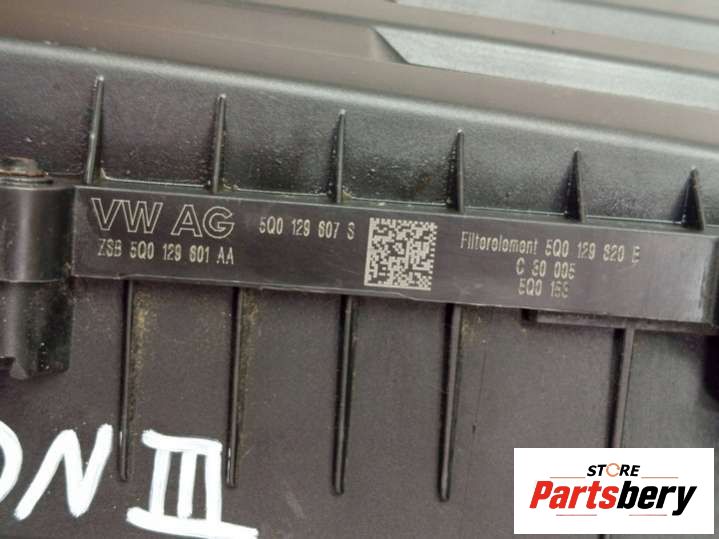 VW AG 5Q0 129 607 S
ZSB 5Q0 129 601 AA
Filterelement 5Q0 129 620 E
C 30 005
5Q0 
ON III
STORE
Partsbery